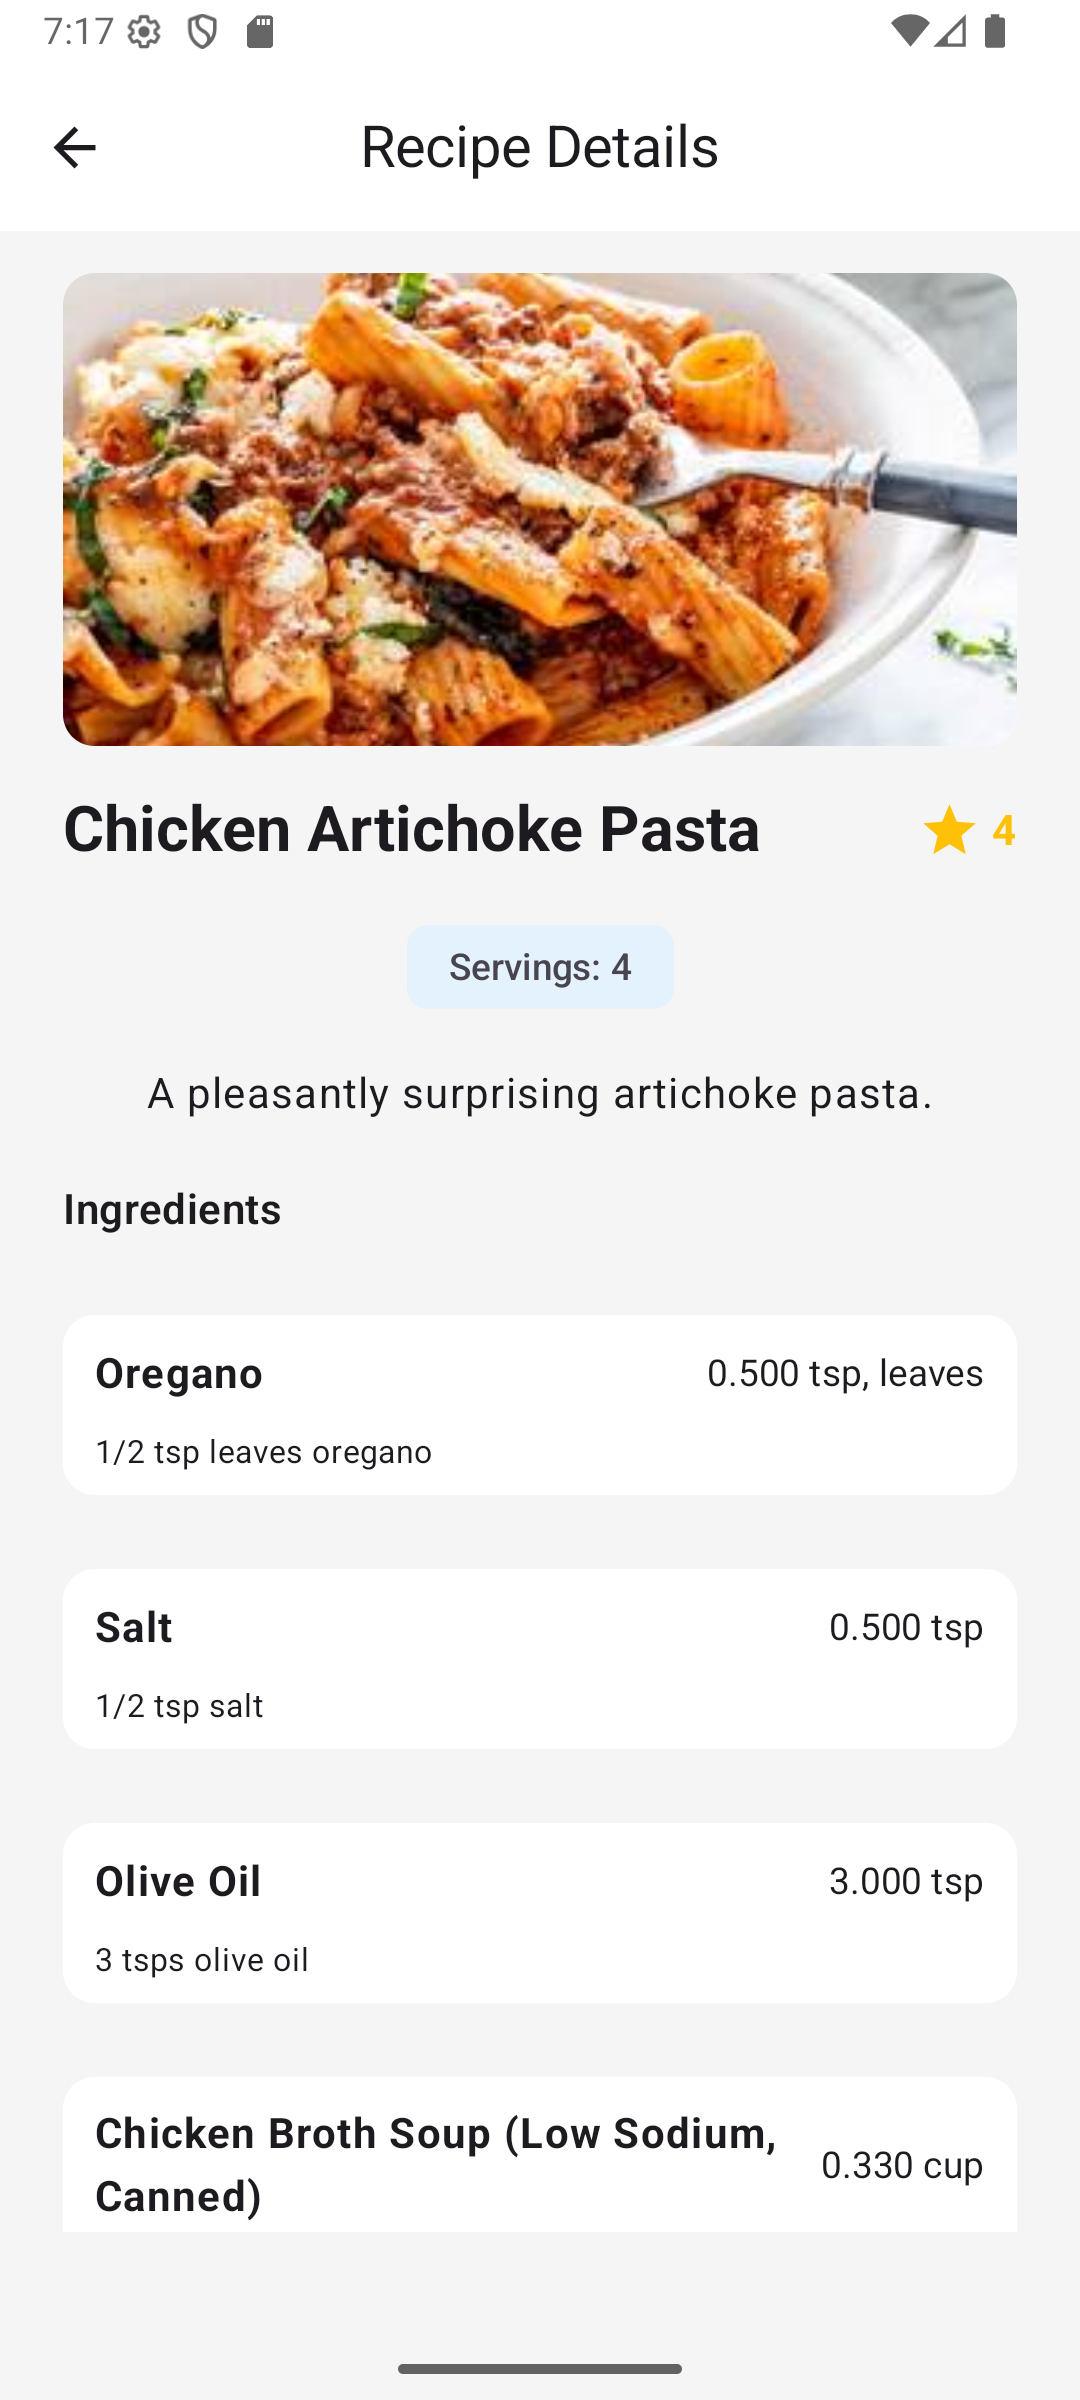 7:17
Recipe Details
Chicken Artichoke Pasta
4
Servings: 4
A pleasantly surprising artichoke pasta.
Ingredients
Oregano
0.500 tsp, leaves
1/2 tsp leaves oregano
Salt
0.500 tsp
1/2 tsp salt
Olive Oil
3.000 tsp
3 tsps olive oil
Chicken Broth Soup (Low Sodium,
Canned)
0.330 cup